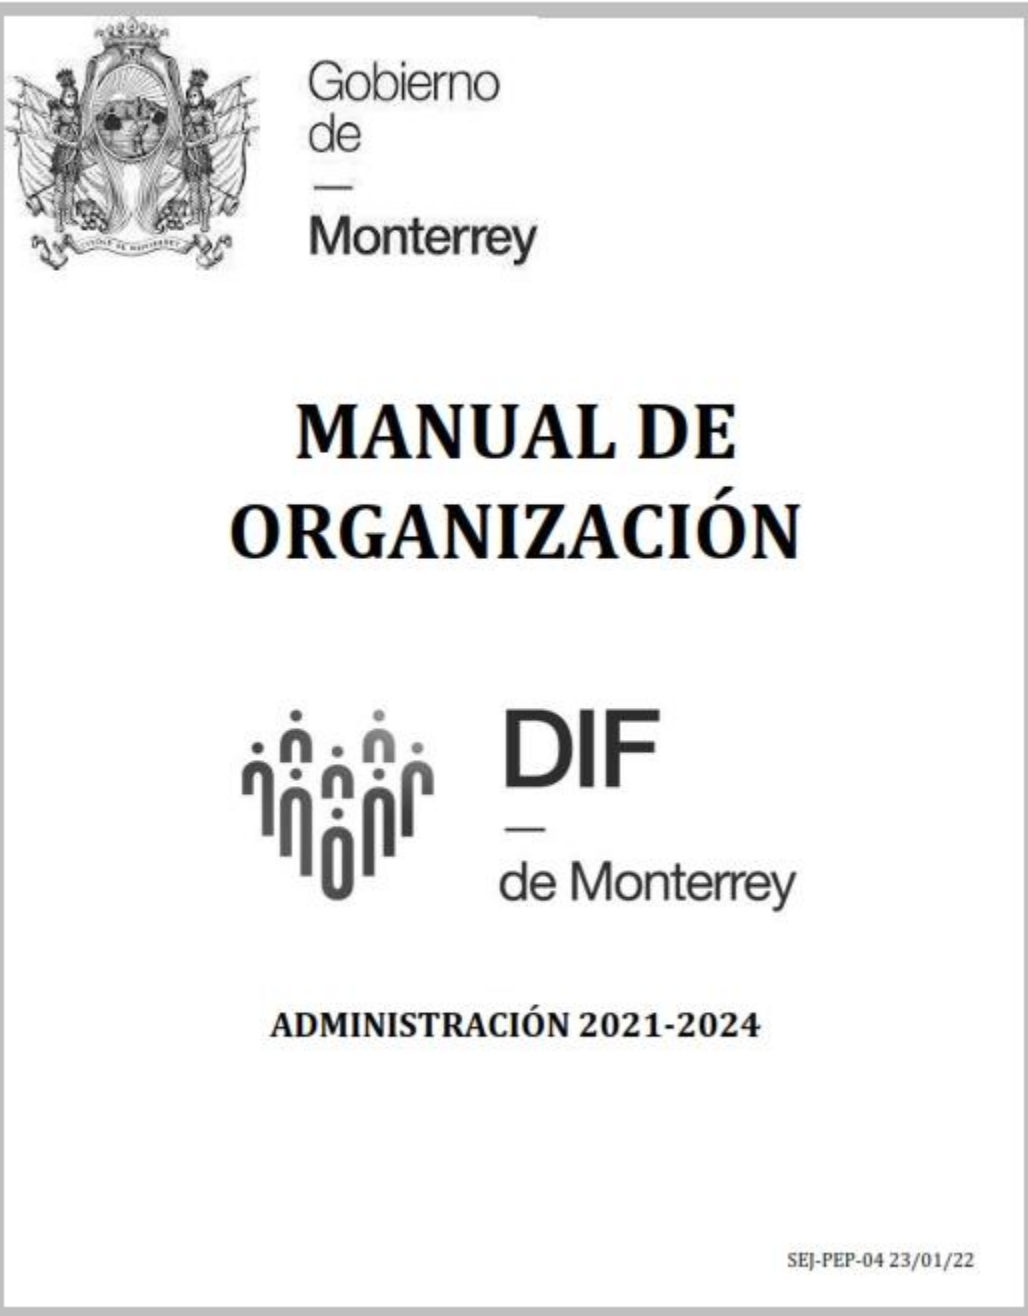 Gobierno
de
Monterrey
MANUAL DE
ORGANIZACIÓN
DIF
de Monterrey
ADMINISTRACIÓN 2021-2024
SEJ-PEP-04 23/01/22